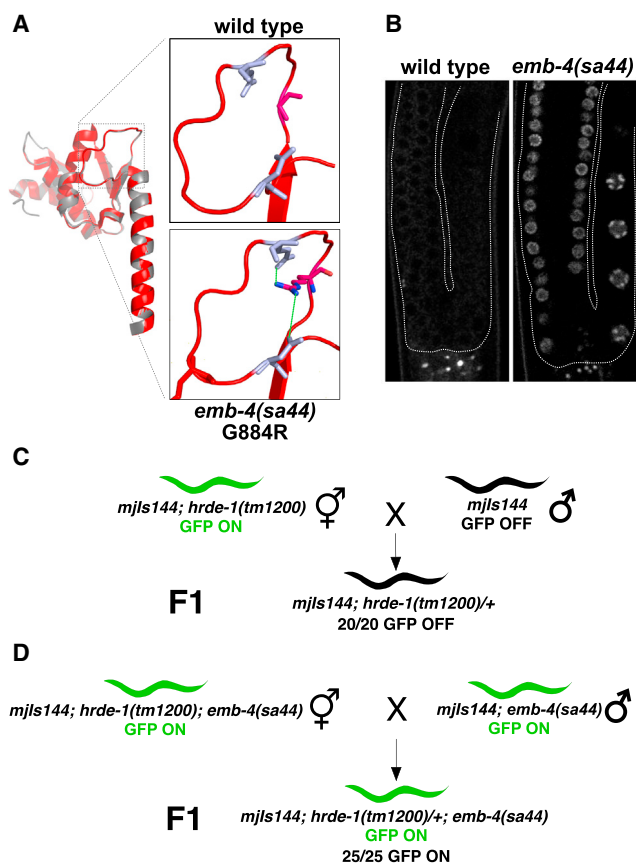 A
wild type
emb-4(sa44)
G884R
B
wild type
emb-4(sa44)
C
mjIs144; hrde-1(tm1200)
GFP ON
⚥
X
mjIs144
GFP OFF
♂
F1
mjIs144; hrde-1(tm1200)/+
20/20 GFP OFF
D
mjIs144; hrde-1(tm1200); emb-4(sa44)
GFP ON
⚥
X
mjIs144; emb-4(sa44)
GFP ON
♂
F1
mjIs144; hrde-1(tm1200)/+; emb-4(sa44)
GFP ON
25/25 GFP ON